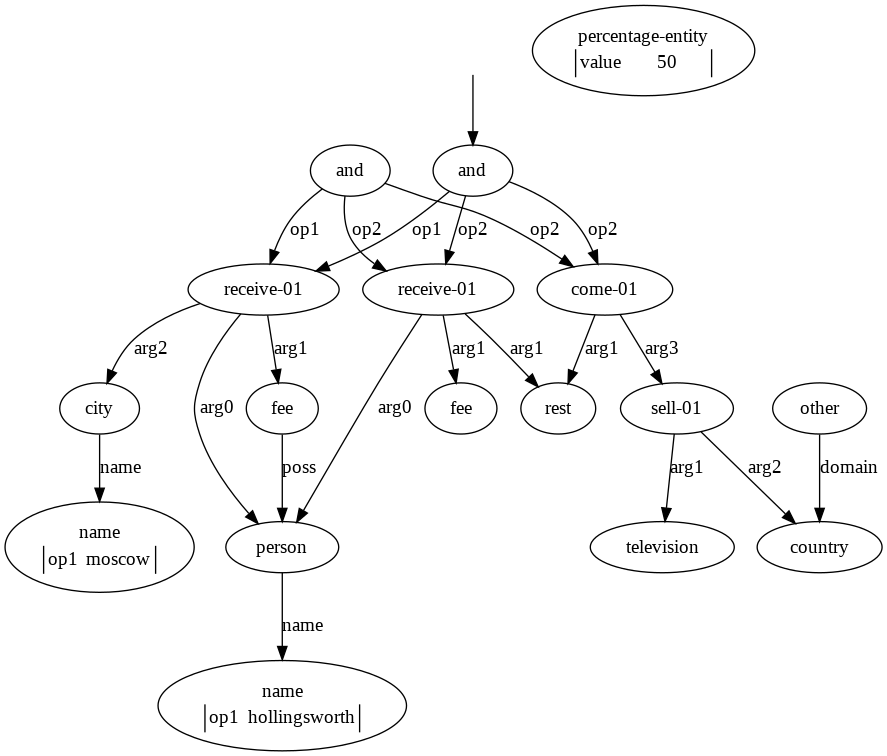 percentage-entity
value 50
and and
op1 op2 op1 op2 op2 op2
receive-01 receive-01 come-01
arg2 arg1 arg1 arg1 arg1 arg3
city arg0 fee arg0 fee rest sell-01 other
name poss arg1 arg2 domain
name
op1 moscow
person television country
name
name
op1 hollingsworth